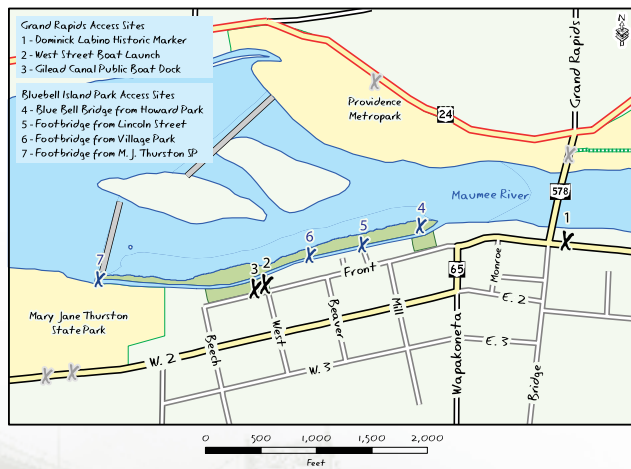 Grand Rapids Access Sites
1 - Dominick Labino Historic Marker
2 - West Street Boat Launch
3 - Gilead Canal Public Boat Dock
Bluebell Island Park Access Sites
4 - Blue Bell Bridge from Howard Park
5 - Footbridge from Lincoln Street
6 - Footbridge from Village Park
7 - Footbridge from M. J. Thurston SP
N
Grand Rapids
Providence
Metropark
24
578
Maumee River
1
4
5
6
7
3 2
65
Front
Monroe
E. 2
E. 3
Mary Jane Thurston
State Park
W. 2
W. 3
Beech
West
Beaver
Mill
Wapakoneta
Bridge
0 500 1,000 1,500 2,000
Feet